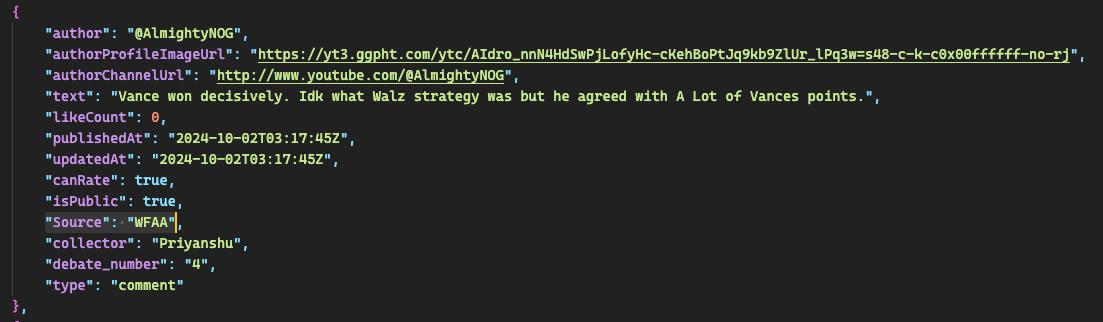 {
"author": "@AlmightyNOG",
"authorProfileImageUrl": "https://yt3.ggpht.com/ytc/AIdro_nnN4HdSwPjLofyHc-cKehBoPtJq9kb9ZlUr_lPq3w=s48-c-k-c0x00ffffff-no-rj",
"authorChannelUrl": "http://www.youtube.com/@AlmightyNOG",
"text": "Vance won decisively. Idk what Walz strategy was but he agreed with A Lot of Vances points.",
"likeCount": 0,
"publishedAt": "2024-10-02T03:17:45Z",
"updatedAt": "2024-10-02T03:17:45Z",
"canRate": true,
"isPublic": true,
"Source": "WFAA",
"collector": "Priyanshu",
"debate_number": "4",
"type": "comment"
},